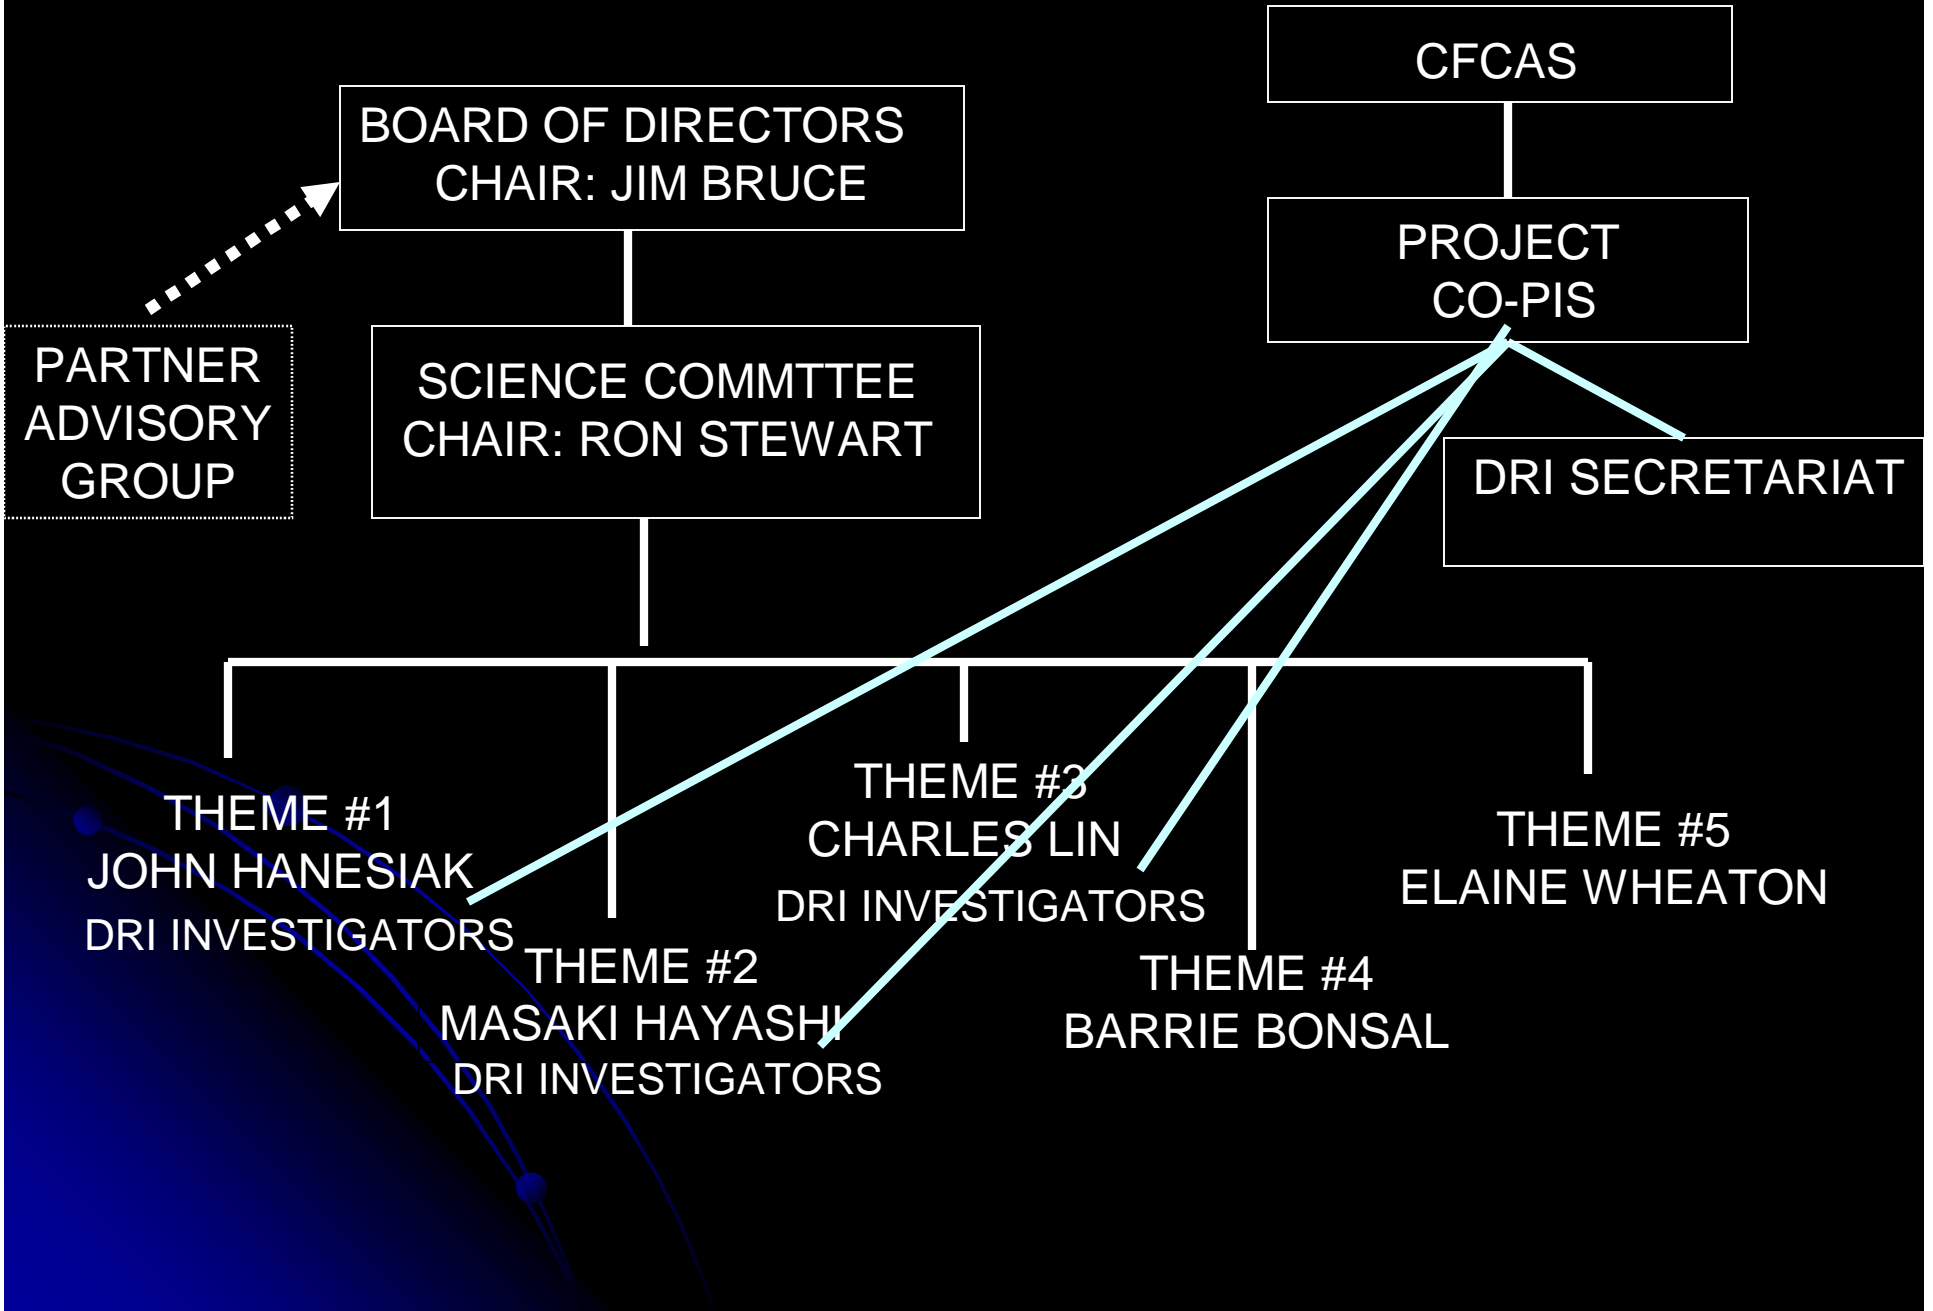 CFCAS
BOARD OF DIRECTORS
CHAIR: JIM BRUCE
PROJECT
CO-PIS
PARTNER
ADVISORY
GROUP
SCIENCE COMMTTEE
CHAIR: RON STEWART
DRI SECRETARIAT
THEME #1
JOHN HANESIAK
DRI INVESTIGATORS
THEME #2
MASAKI HAYASHI
DRI INVESTIGATORS
THEME #3
CHARLES LIN
DRI INVESTIGATORS
THEME #4
BARRIE BONSAL
THEME #5
ELAINE WHEATON